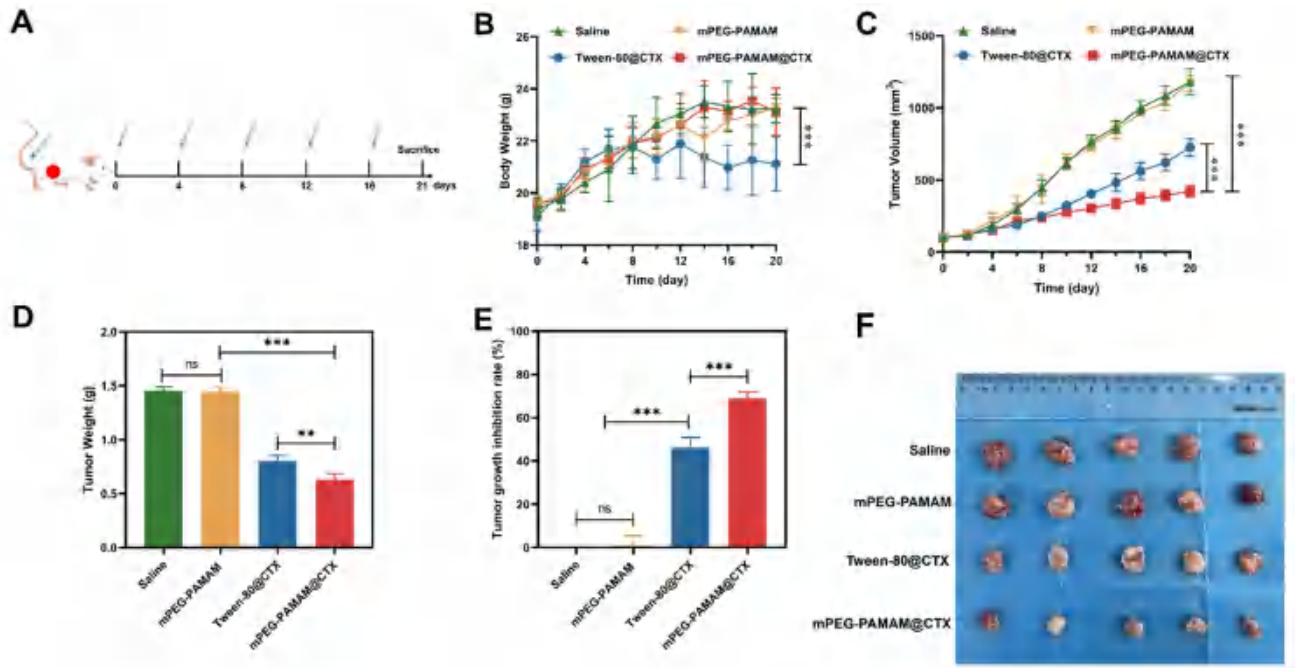 A
Sacrifice
0 4 8 12 16 21 days
B
Saline
mPEG-PAMAM
Tween-80@CTX
mPEG-PAMAM@CTX
Body Weight (g)
26
24
22
20
18
0 4 8 12 16 20
Time (day)
***
C
Saline
mPEG-PAMAM
Tween-80@CTX
mPEG-PAMAM@CTX
Tumor Volume (mm³)
1500
1000
500
0
0 4 8 12 16 20
Time (day)
***
***
D
Tumor Weight (g)
2.0
1.5
1.0
0.5
0.0
ns
***
**
Saline
mPEG-PAMAM
Tween-80@CTX
mPEG-PAMAM@CTX
E
Tumor growth inhibition rate (%)
100
80
60
40
20
0
ns
***
***
Saline
mPEG-PAMAM
Tween-80@CTX
mPEG-PAMAM@CTX
F
Saline
mPEG-PAMAM
Tween-80@CTX
mPEG-PAMAM@CTX